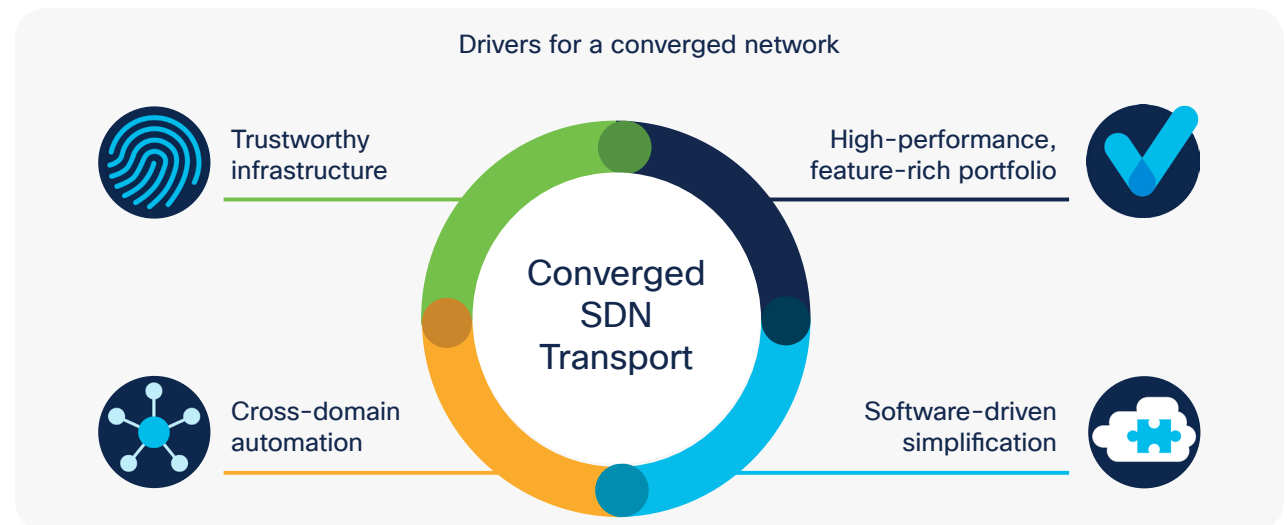 Drivers for a converged network
Trustworthy
infrastructure
High-performance,
feature-rich portfolio
Converged
SDN
Transport
Cross-domain
automation
Software-driven
simplification